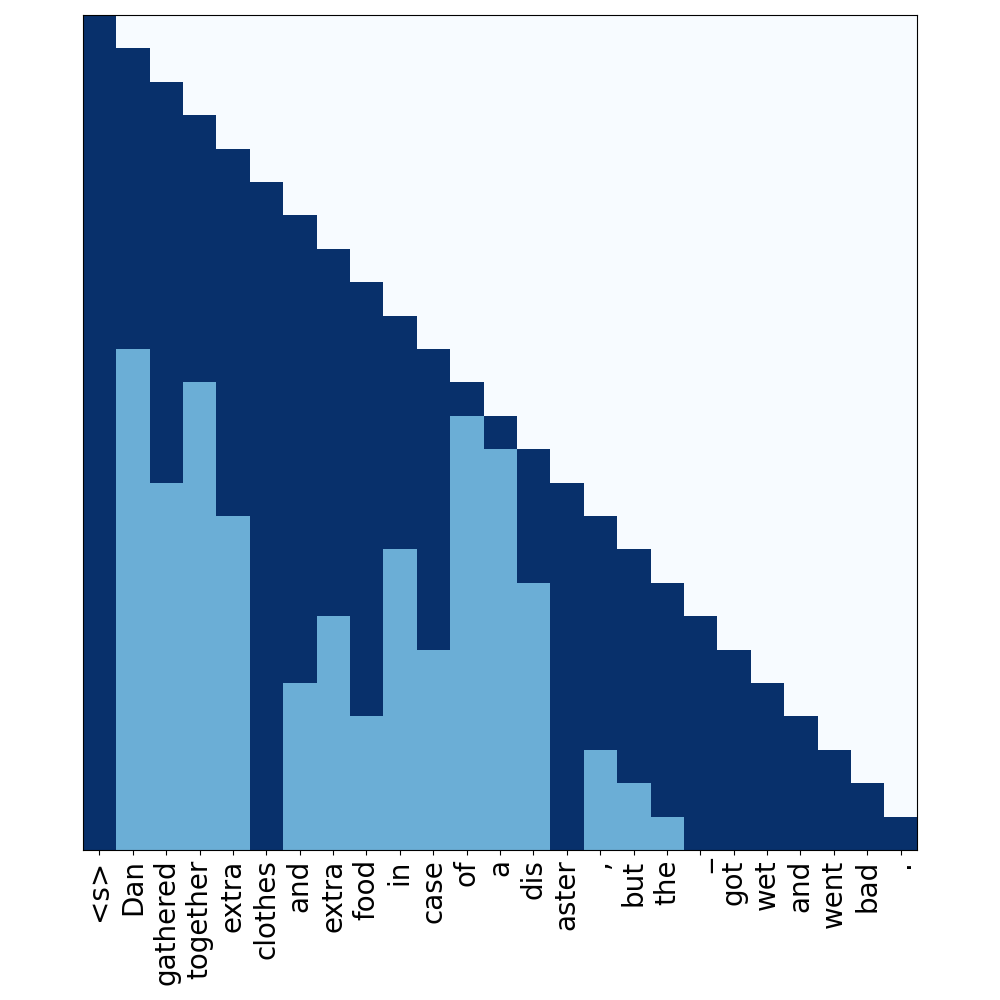 <s> Dan gathered together extra clothes and extra food in case of a dis aster , but the _ got wet and went bad .